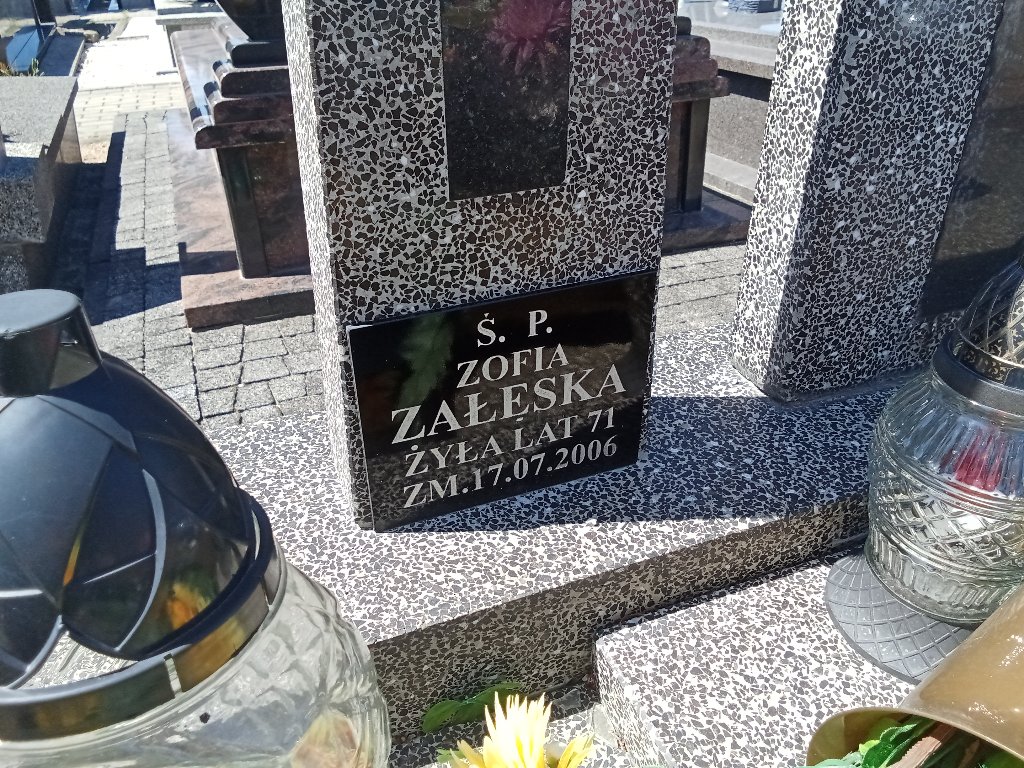 Ś. P.
ZOFIA
ZAŁĘSKA
ŻYŁA LAT 71
ZM.17.07.2006